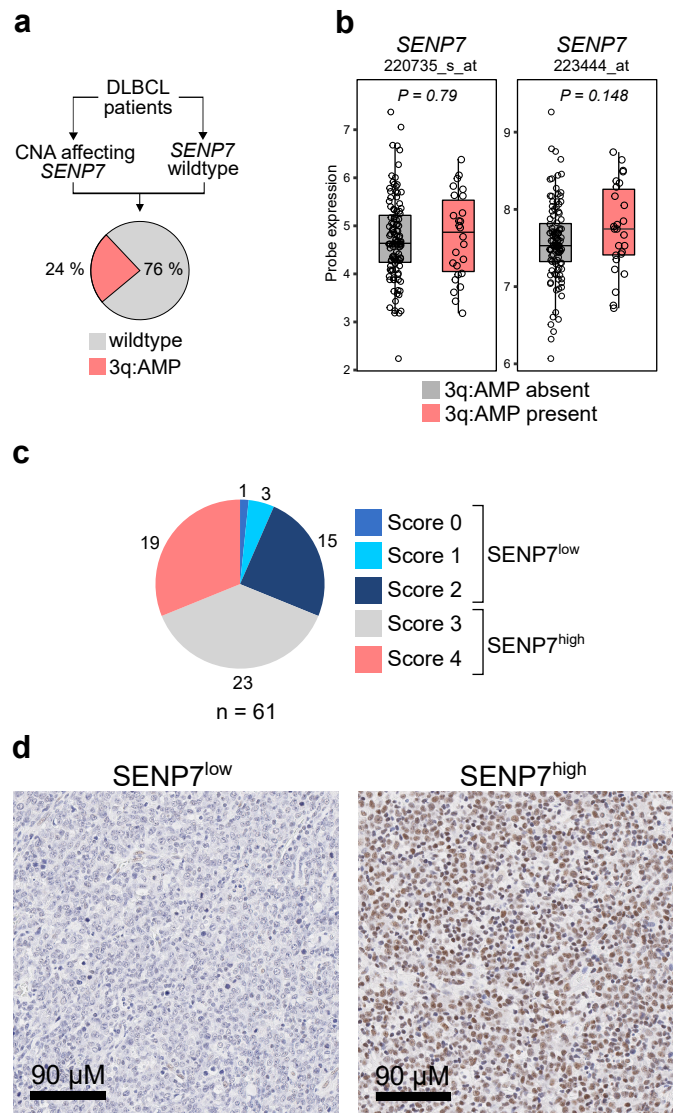 a
DLBCL
patients
CNA affecting
SENP7
SENP7
wildtype
24 %
76 %
wildtype
3q:AMP
b
SENP7
220735_s_at
P = 0.79
SENP7
223444_at
P = 0.148
Probe expression
7
6
5
4
3
2
9
8
7
6
3q:AMP absent
3q:AMP present
c
1
3
15
19
23
n = 61
Score 0
Score 1
Score 2
Score 3
Score 4
SENP7low
SENP7high
d
SENP7low
SENP7high
90 µM
90 µM